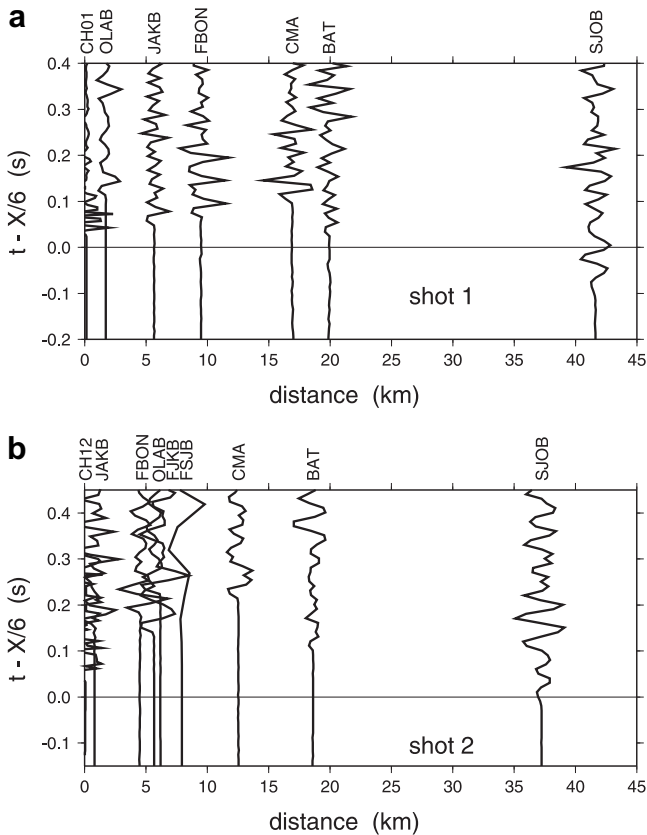 a
CH01
OLAB
JAKB
FBON
CMA
BAT
SJOB
0.4
0.3
0.2
0.1
0.0
-0.1
-0.2
t - X/6 (s)
shot 1
0 5 10 15 20 25 30 35 40 45
distance (km)
b
CH12
JAKB
FBON
OLAB
FJKB
FSJB
CMA
BAT
SJOB
0.4
0.3
0.2
0.1
0.0
-0.1
t - X/6 (s)
shot 2
0 5 10 15 20 25 30 35 40 45
distance (km)